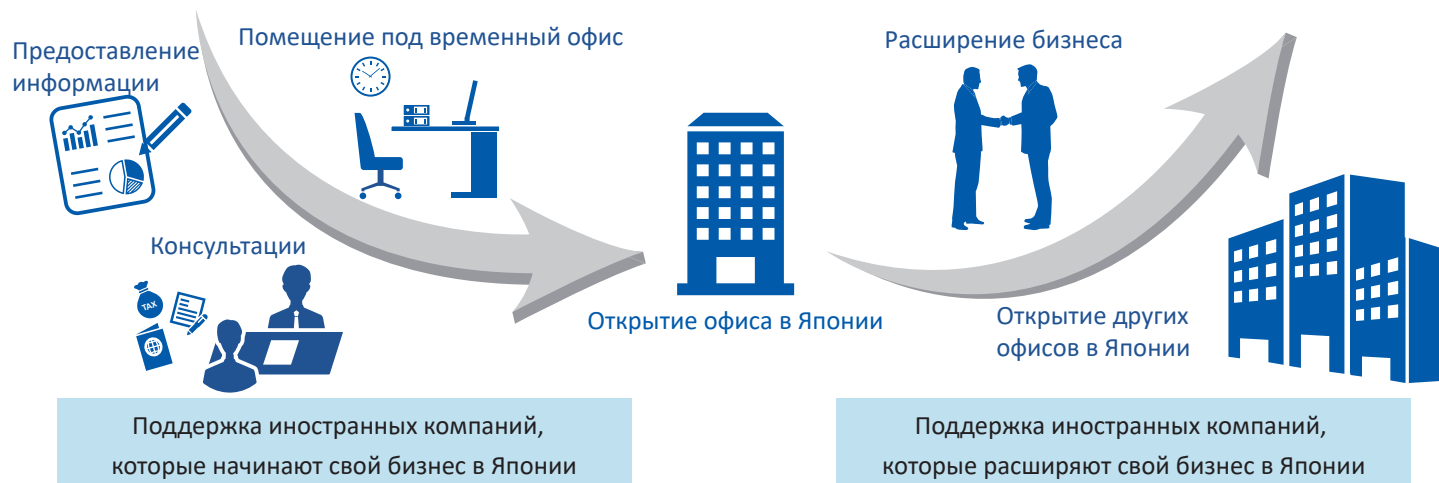 Предоставление
информации
Помещение под временный офис
Консультации
TAX
Открытие офиса в Японии
Поддержка иностранных компаний,
которые начинают свой бизнес в Японии
Расширение бизнеса
Открытие других
офисов в Японии
Поддержка иностранных компаний,
которые расширяют свой бизнес в Японии